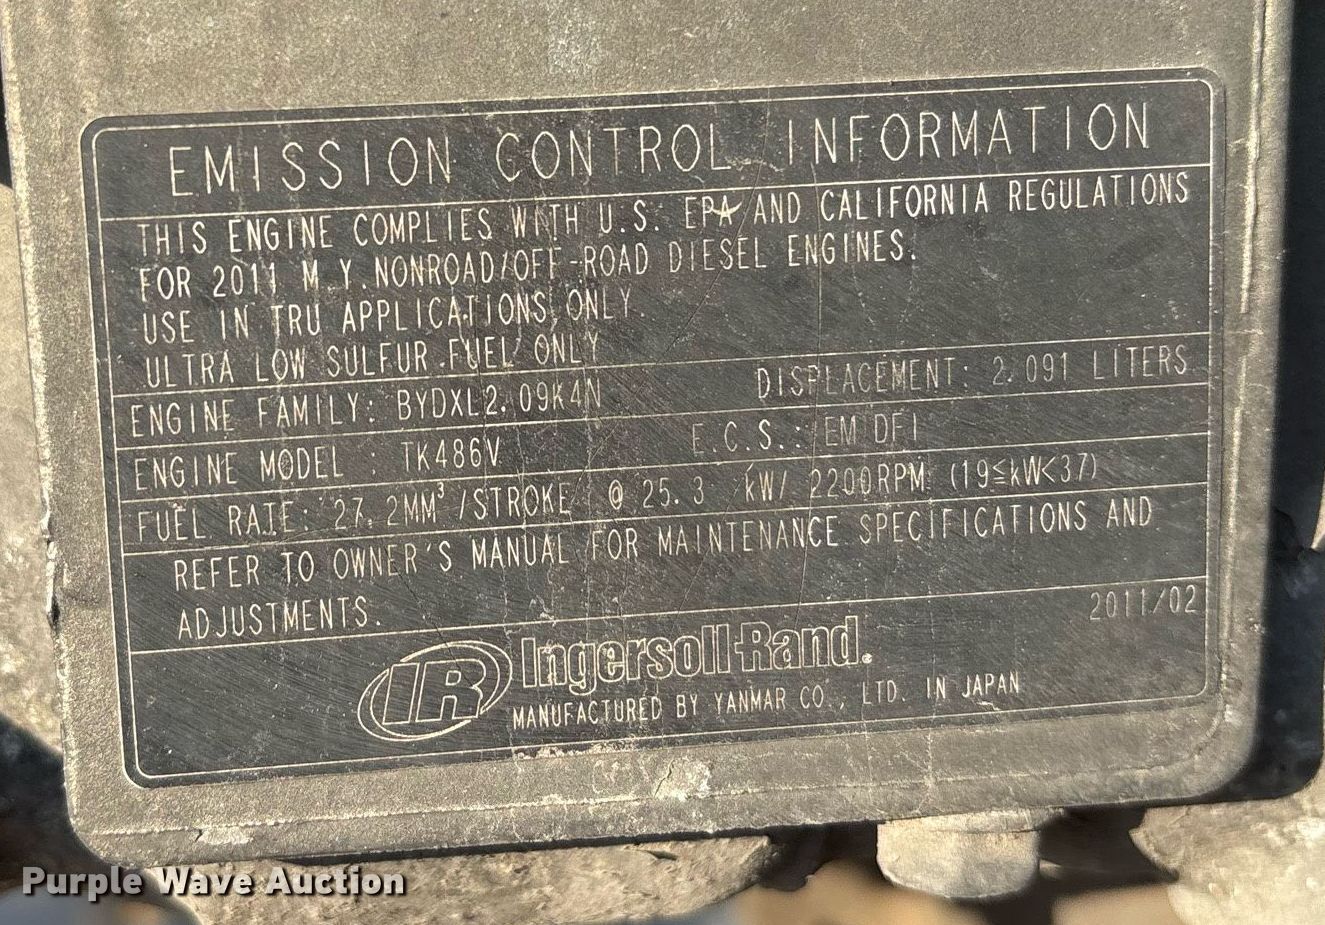 EMISSION CONTROL INFORMATION
THIS ENGINE COMPLIES WITH U.S. EPA AND CALIFORNIA REGULATIONS
FOR 2011 M.Y. NONROAD/OFF-ROAD DIESEL ENGINES.
USE IN TRU APPLICATIONS ONLY.
ULTRA LOW SULFUR FUEL ONLY
ENGINE FAMILY: BYDXL2.09K4N DISPLACEMENT: 2.091 LITERS
ENGINE MODEL : TK486V E.C.S.: EM DFI
FUEL RATE: 27.2MM³/STROKE @ 25.3 kW/ 2200RPM (19≤kW<37)
REFER TO OWNER'S MANUAL FOR MAINTENANCE SPECIFICATIONS AND
ADJUSTMENTS.
2011/02
IR Ingersoll-Rand.
MANUFACTURED BY YANMAR CO., LTD. IN JAPAN
Purple Wave Auction